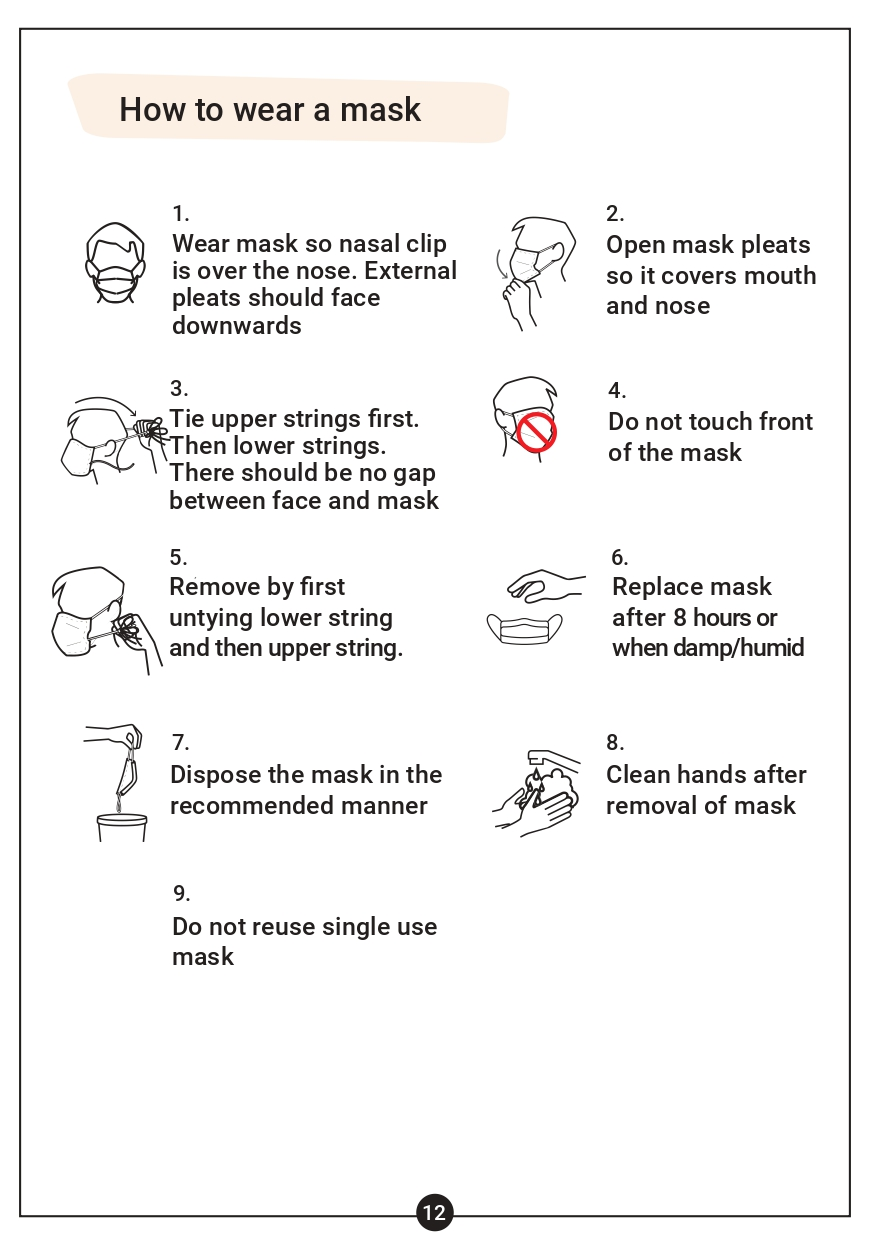 How to wear a mask
1.
Wear mask so nasal clip
is over the nose. External
pleats should face
downwards
2.
Open mask pleats
so it covers mouth
and nose
3.
Tie upper strings first.
Then lower strings.
There should be no gap
between face and mask
4.
Do not touch front
of the mask
5.
Remove by first
untying lower string
and then upper string.
6.
Replace mask
after 8 hours or
when damp/humid
7.
Dispose the mask in the
recommended manner
8.
Clean hands after
removal of mask
9.
Do not reuse single use
mask
12